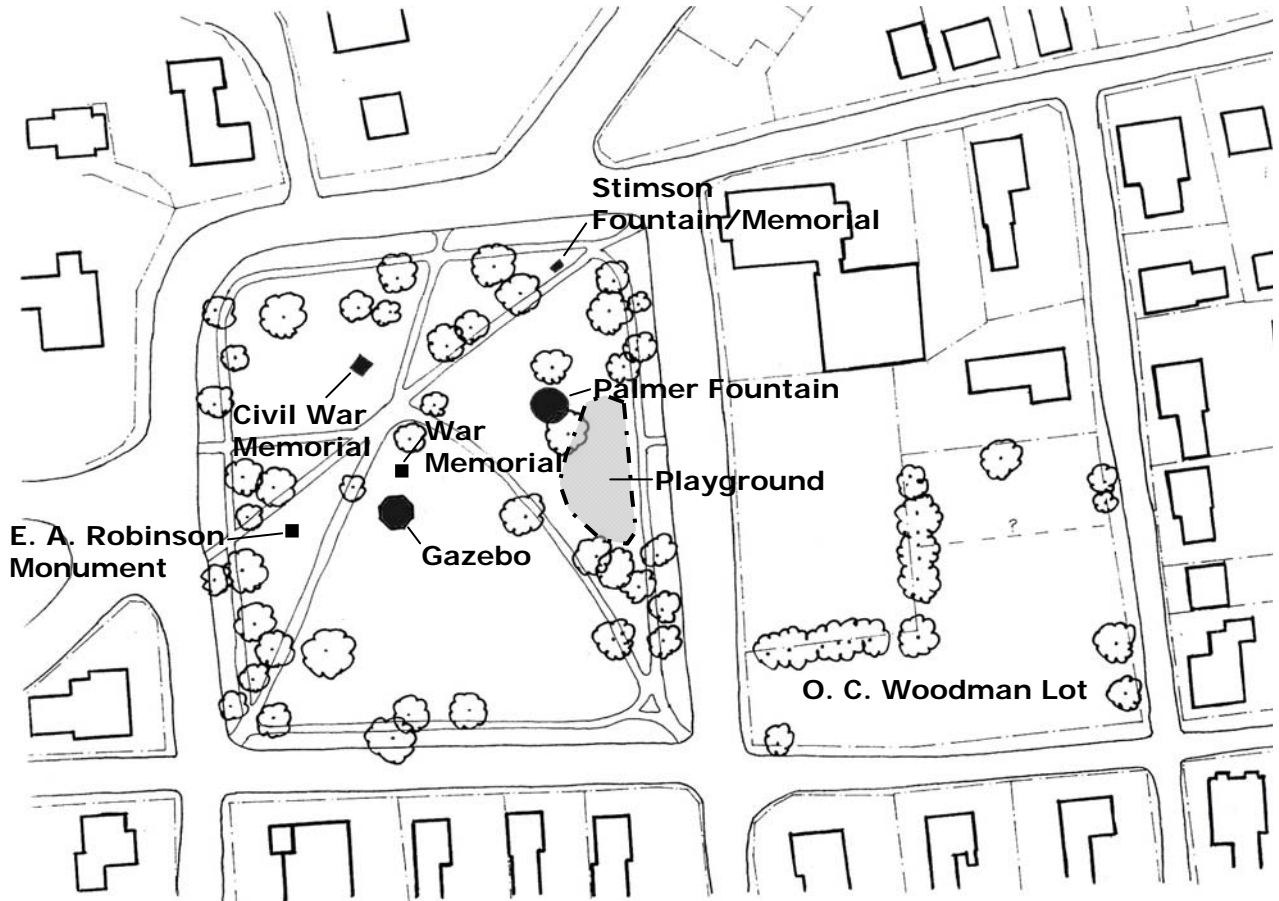 Stimson
Fountain/Memorial
Palmer Fountain
Civil War
Memorial
War
Memorial
Playground
E. A. Robinson
Monument
Gazebo
?
O. C. Woodman Lot